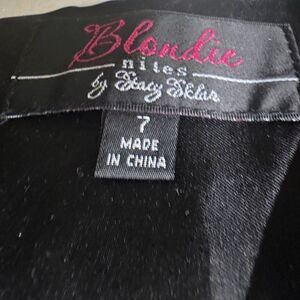 Blondie
nites
by Stacy Sklar
7
MADE
IN CHINA